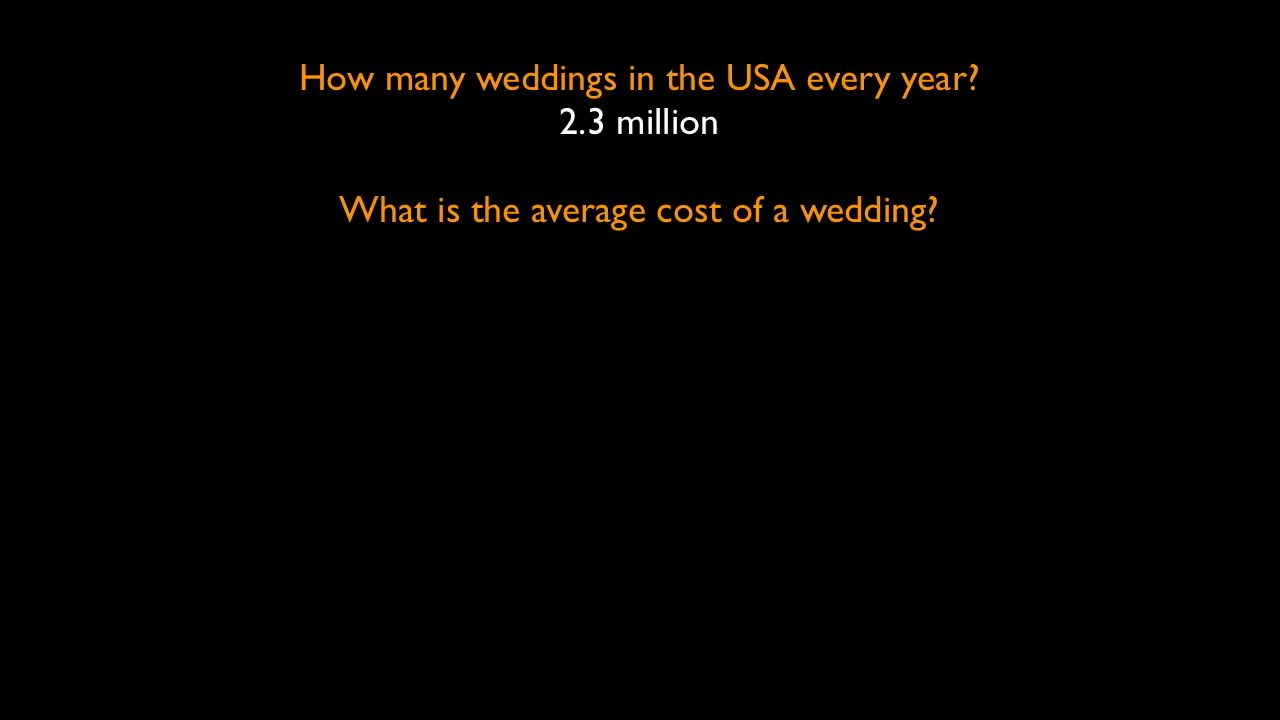 How many weddings in the USA every year?
2.3 million
What is the average cost of a wedding?